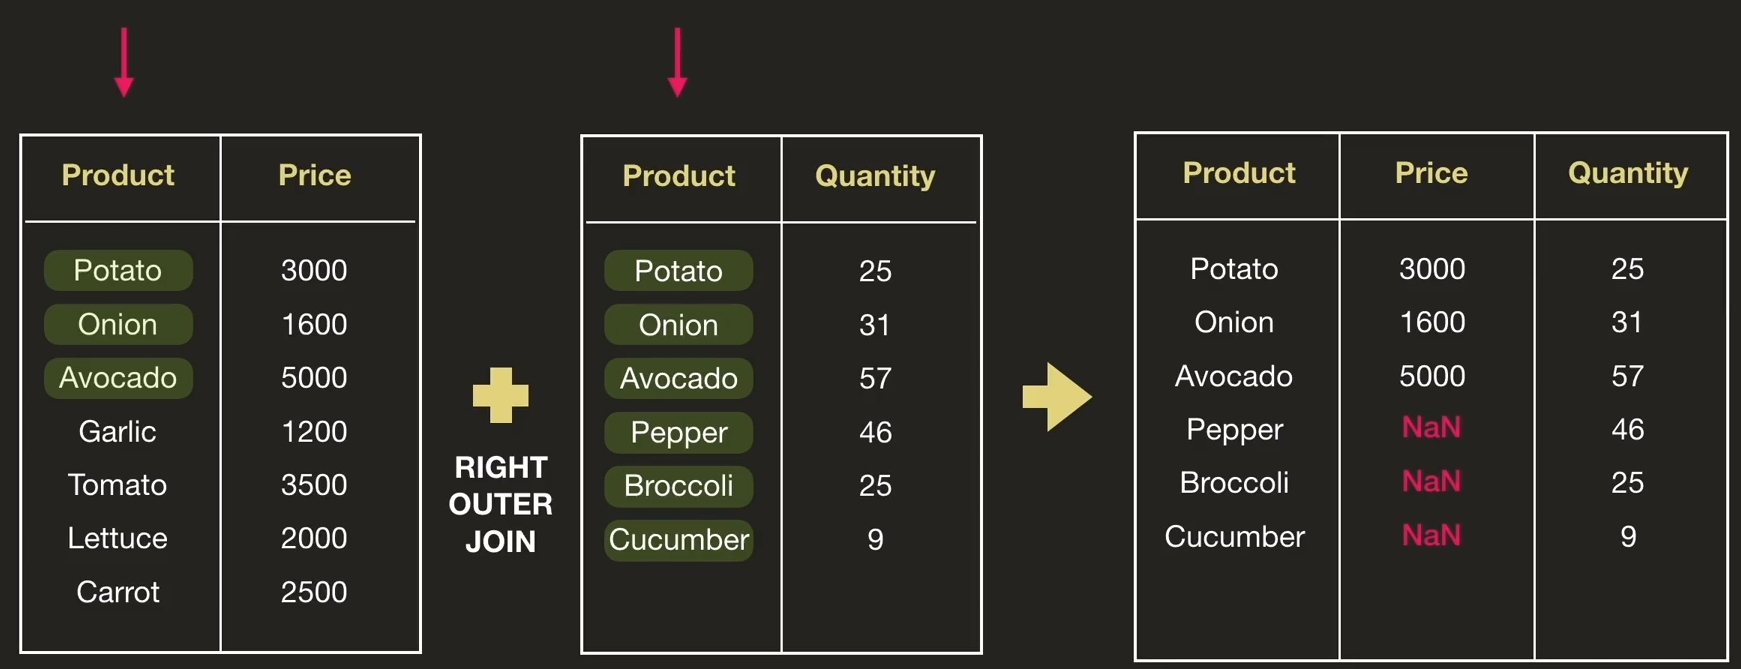 Product Price
Potato 3000
Onion 1600
Avocado 5000
Garlic 1200
Tomato 3500
Lettuce 2000
Carrot 2500
RIGHT
OUTER
JOIN
Product Quantity
Potato 25
Onion 31
Avocado 57
Pepper 46
Broccoli 25
Cucumber 9
Product Price Quantity
Potato 3000 25
Onion 1600 31
Avocado 5000 57
Pepper NaN 46
Broccoli NaN 25
Cucumber NaN 9